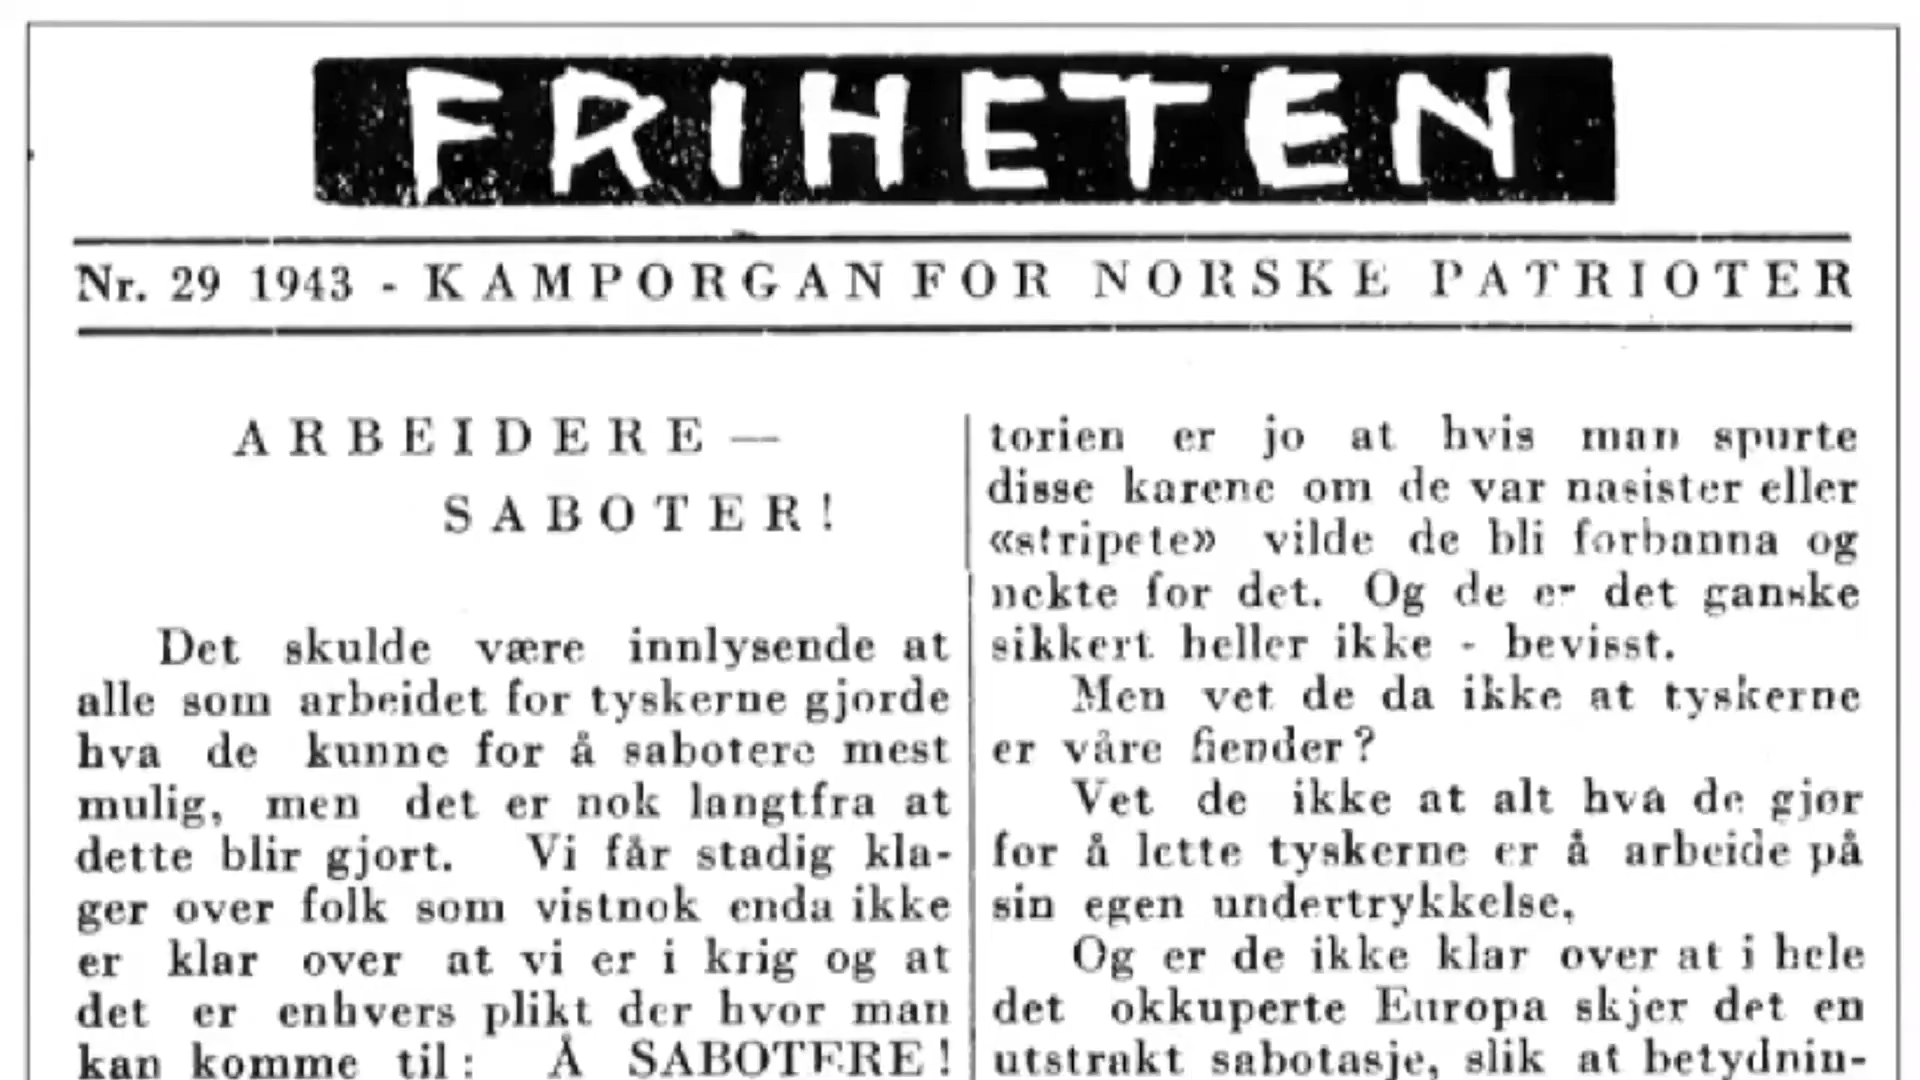 FRIHETEN
Nr. 29 1943 - KAMPORGAN FOR NORSKE PATRIOTER
ARBEIDERE —
SABOTER!
Det skulde være innlysende at
alle som arbeidet for tyskerne gjorde
hva de kunne for å sabotere mest
mulig, men det er nok langtfra at
dette blir gjort. Vi får stadig kla-
ger over folk som vistnok enda ikke
er klar over at vi er i krig og at
det er enhvers plikt der hvor man
kan komme til: Å SABOTERE!
torien er jo at hvis man spurte
disse karene om de var nasister eller
«stripete» vilde de bli forbanna og
nekte for det. Og de er det ganske
sikkert heller ikke - bevisst.
Men vet de da ikke at tyskerne
er våre fiender?
Vet de ikke at alt hva de gjør
for å lette tyskerne er å arbeide på
sin egen undertrykkelse,
Og er de ikke klar over at i hele
det okkuperte Europa skjer det en
utstrakt sabotasje, slik at betydnin-